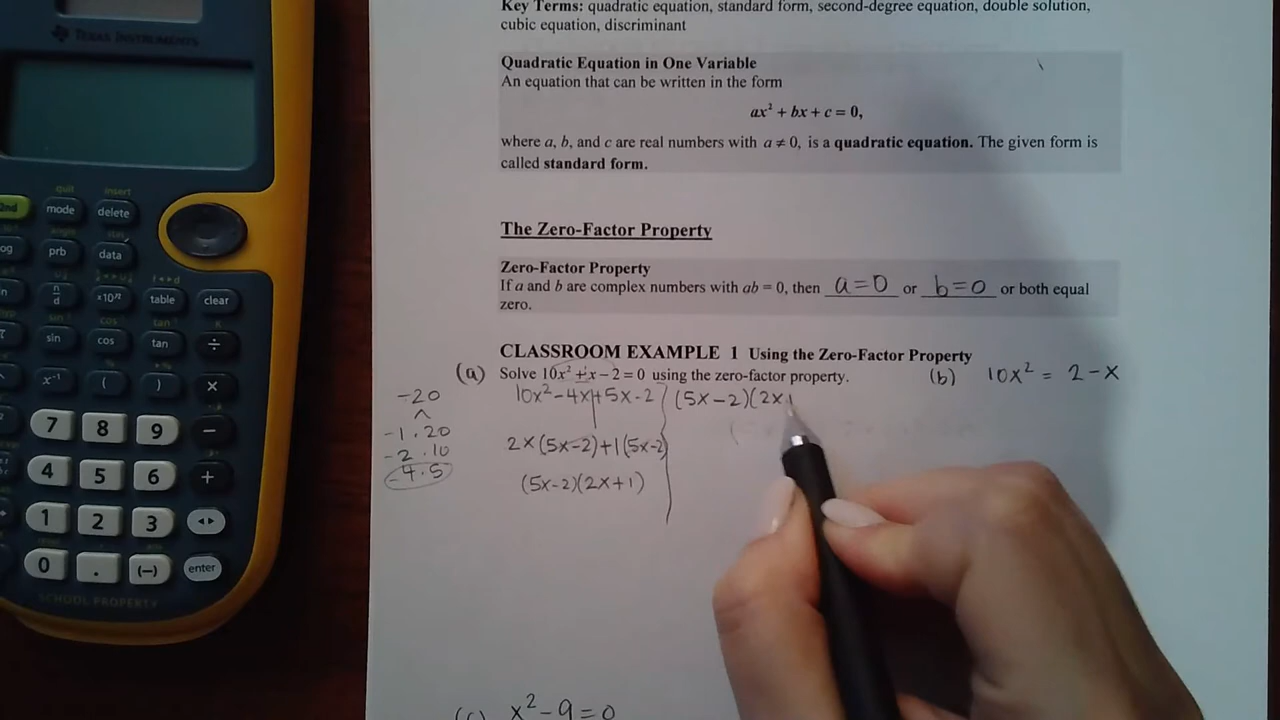 TEXAS INSTRUMENTS
Key Terms: quadratic equation, standard form, second-degree equation, double solution,
cubic equation, discriminant
Quadratic Equation in One Variable
An equation that can be written in the form
ax² + bx + c = 0,
where a, b, and c are real numbers with a ≠ 0, is a quadratic equation. The given form is
called standard form.
The Zero-Factor Property
Zero-Factor Property
If a and b are complex numbers with ab = 0, then a=0 or b=0 or both equal
zero.
CLASSROOM EXAMPLE 1 Using the Zero-Factor Property
(a) Solve 10x² + x − 2 = 0 using the zero-factor property. (b) 10x² = 2-x
-20
10x²-4x+5x-2 (5x-2)(2x
-1·20
2x(5x-2)+1(5x-2)
-2·10
-4·5
(5x-2)(2x+1)
(c) x²-9=0
quit insert
2nd mode delete
prb data
n/d ×10ⁿ table clear
sin cos tan ÷
x⁻¹ ( ) ×
7 8 9 −
4 5 6 +
1 2 3 ◂▸
0 . (−) enter
SCHOOL PROPERTY